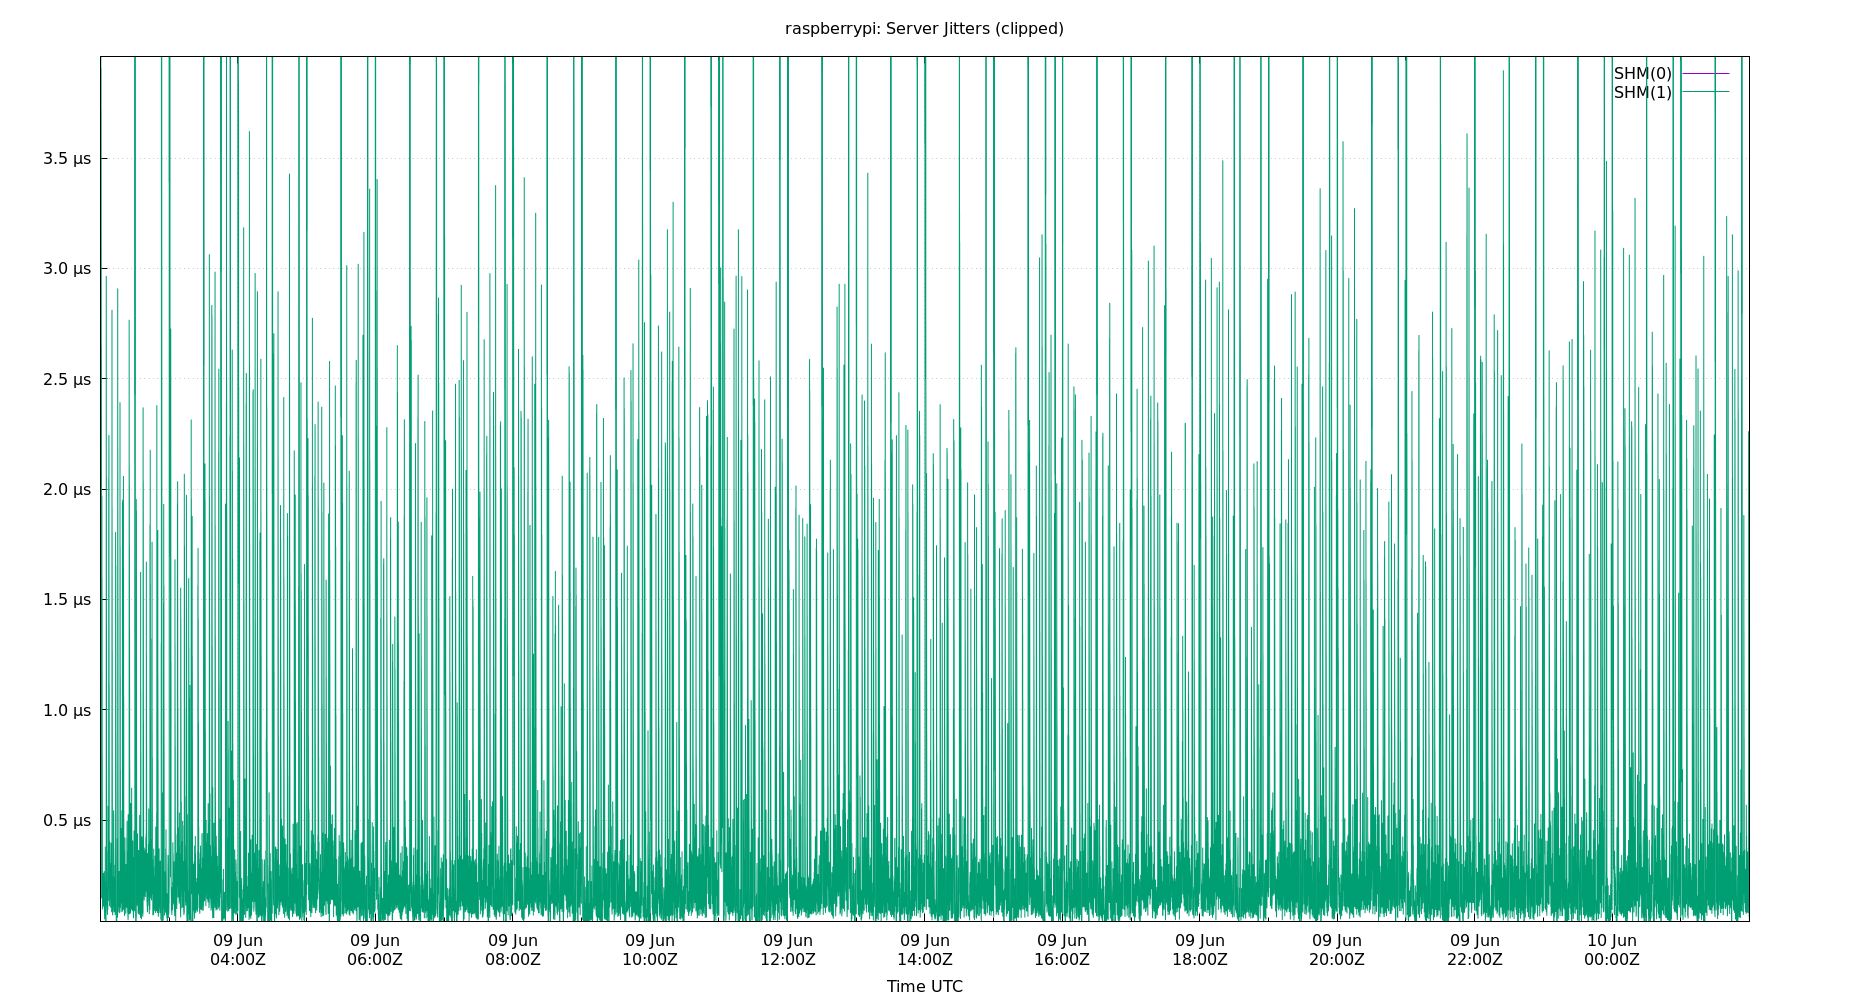 raspberrypi: Server Jitters (clipped)
SHM(0)
SHM(1)
3.5 µs
3.0 µs
2.5 µs
2.0 µs
1.5 µs
1.0 µs
0.5 µs
09 Jun 09 Jun 09 Jun 09 Jun 09 Jun 09 Jun 09 Jun 09 Jun 09 Jun 09 Jun 10 Jun
04:00Z 06:00Z 08:00Z 10:00Z 12:00Z 14:00Z 16:00Z 18:00Z 20:00Z 22:00Z 00:00Z
Time UTC